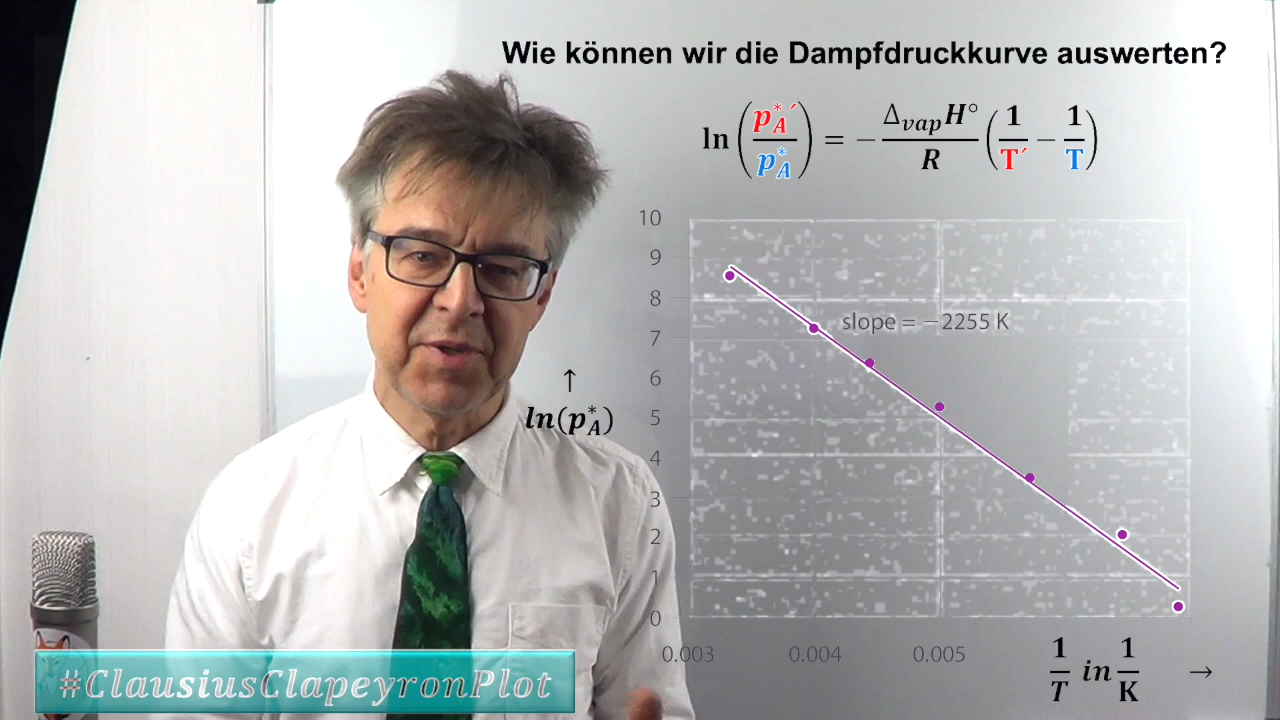 Wie können wir die Dampfdruckkurve auswerten?
ln(p*A´/p*A) = −ΔvapH°/R (1/T´ − 1/T)
10
9
8
slope = −2255 K
7
6
↑
ln(p*A)
5
4
3
2
1
0
0.003 0.004 0.005
1/T in 1/K →
#ClausiusClapeyronPlot